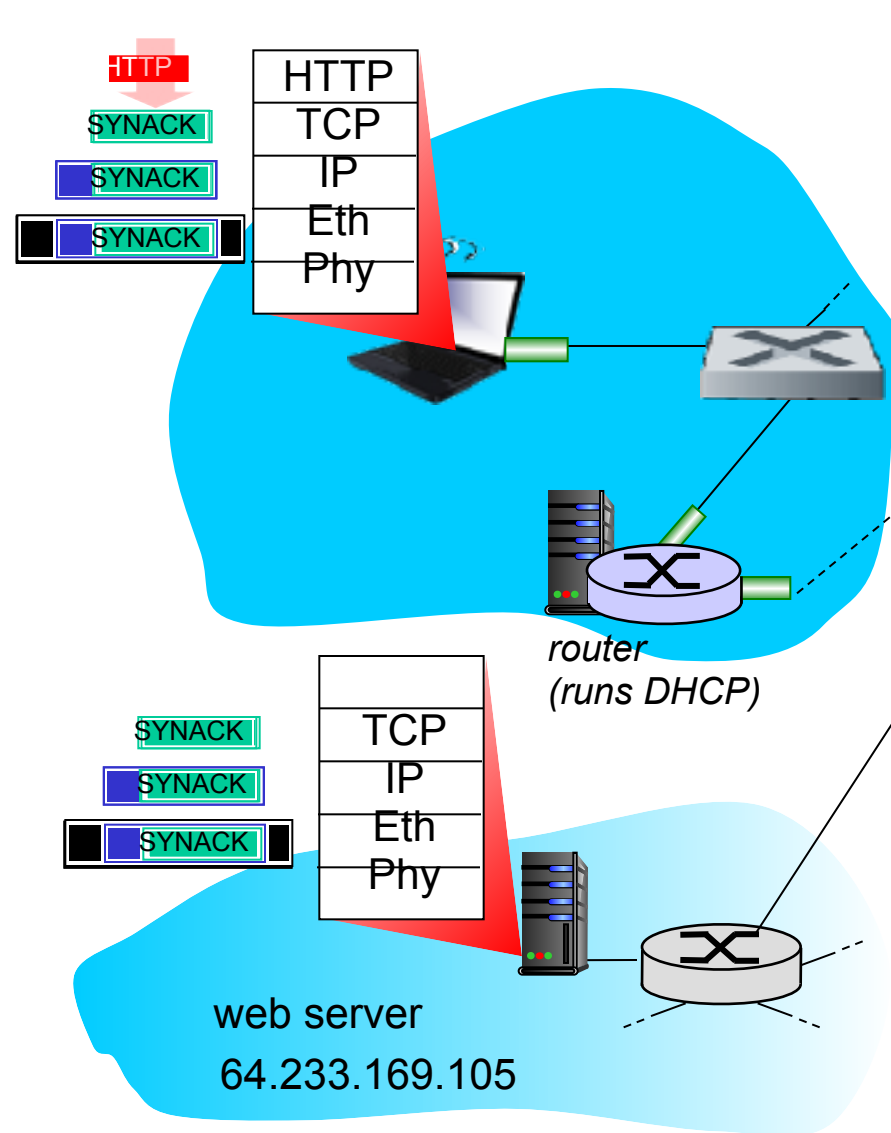 HTTP
SYNACK
SYNACK
SYNACK
HTTP
TCP
IP
Eth
Phy
router
(runs DHCP)
SYNACK
SYNACK
SYNACK
TCP
IP
Eth
Phy
web server
64.233.169.105